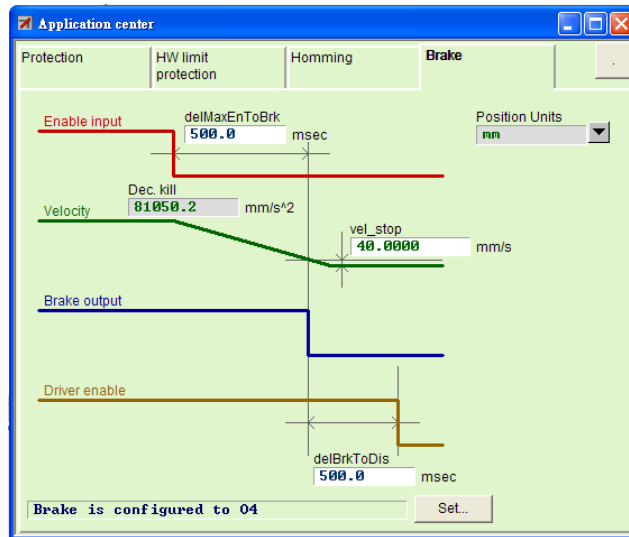 Application center
Protection
HW limit
protection
Homming
Brake
.
Enable input
delMaxEnToBrk
500.0 msec
Position Units
mm
Dec. kill
Velocity
81050.2 mm/s^2
vel_stop
40.0000 mm/s
Brake output
Driver enable
delBrkToDis
500.0 msec
Brake is configured to O4
Set...